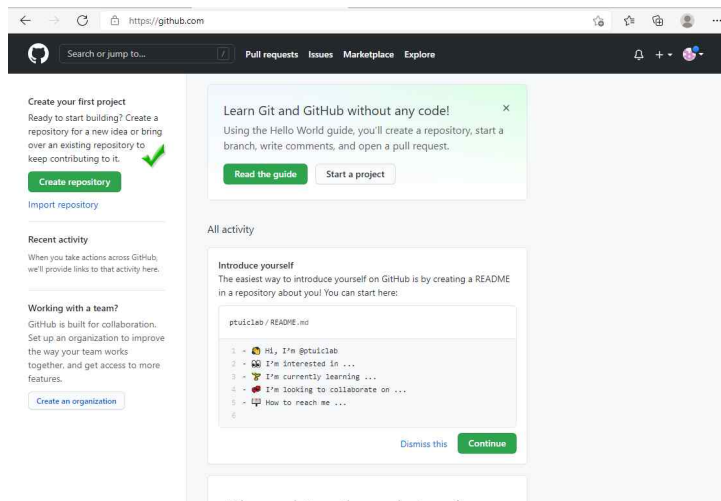 https://github.com
Search or jump to...
/
Pull requests Issues Marketplace Explore
Create your first project
Ready to start building? Create a
repository for a new idea or bring
over an existing repository to
keep contributing to it.
Create repository
Import repository
Recent activity
When you take actions across GitHub,
we'll provide links to that activity here.
Working with a team?
GitHub is built for collaboration.
Set up an organization to improve
the way your team works
together, and get access to more
features.
Create an organization
Learn Git and GitHub without any code!
Using the Hello World guide, you'll create a repository, start a
branch, write comments, and open a pull request.
Read the guide
Start a project
All activity
Introduce yourself
The easiest way to introduce yourself on GitHub is by creating a README
in a repository about you! You can start here:
ptuiclab / README.md
1 - 👋 Hi, I'm @ptuiclab
2 - 👀 I'm interested in ...
3 - 🌱 I'm currently learning ...
4 - 💞️ I'm looking to collaborate on ...
5 - 📫 How to reach me ...
6
Dismiss this
Continue